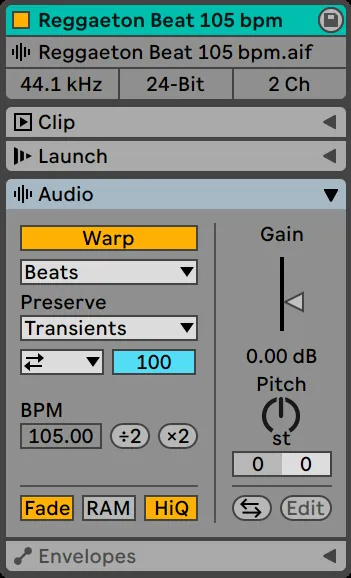 Reggaeton Beat 105 bpm
Reggaeton Beat 105 bpm.aif
44.1 kHz 24-Bit 2 Ch
Clip
Launch
Audio
Warp
Beats
Preserve
Transients
100
BPM
105.00 ÷2 ×2
Fade RAM HiQ
Gain
0.00 dB
Pitch
st
0 0
Edit
Envelopes